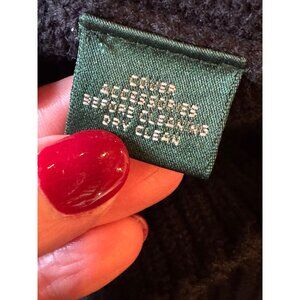 COVER
ACCESSORIES
BEFORE CLEANING
DRY CLEAN